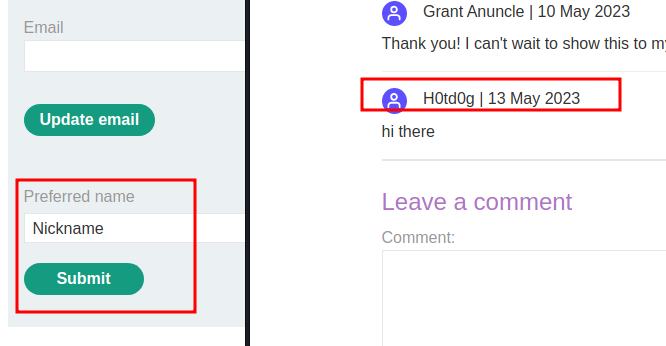 Email
Update email
Preferred name
Nickname
Submit
Grant Anuncle | 10 May 2023
Thank you! I can't wait to show this to my
H0td0g | 13 May 2023
hi there
Leave a comment
Comment: